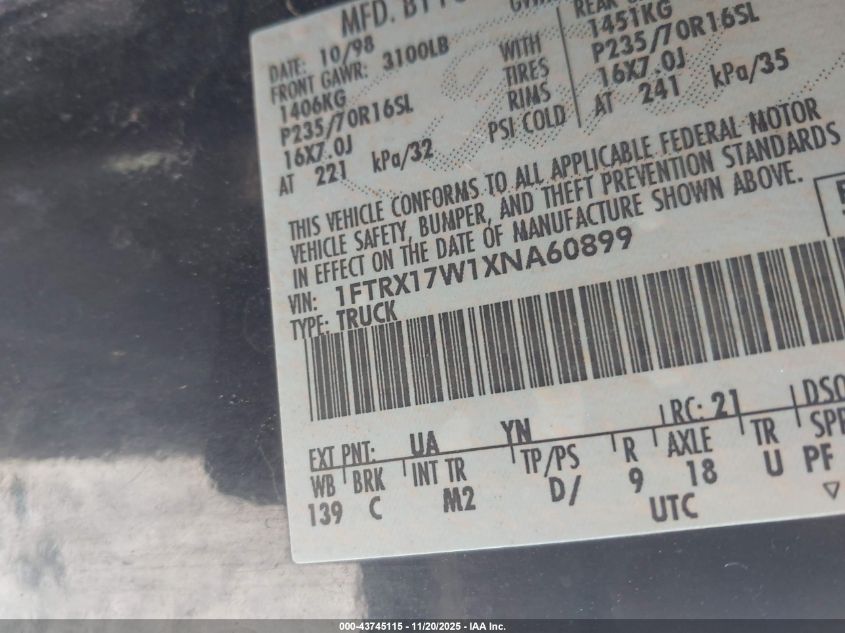 MFD. BY
DATE: 10/98
FRONT GAWR: 3100LB
1406KG
P235/70R16SL
16X7.0J
AT 221 kPa/32
WITH
TIRES
RIMS
PSI COLD
REAR
1451KG
P235/70R16SL
16X7.0J
AT 241 kPa/35
THIS VEHICLE CONFORMS TO ALL APPLICABLE FEDERAL MOTOR
VEHICLE SAFETY, BUMPER, AND THEFT PREVENTION STANDARDS
IN EFFECT ON THE DATE OF MANUFACTURE SHOWN ABOVE.
VIN: 1FTRX17W1XNA60899
TYPE: TRUCK
EXT PNT: UA YN RC: 21 DSO
WB BRK INT TR TP/PS R AXLE TR SPR
139 C M2 D/ 9 18 U PF
UTC
000-43745115 - 11/20/2025 - IAA Inc.